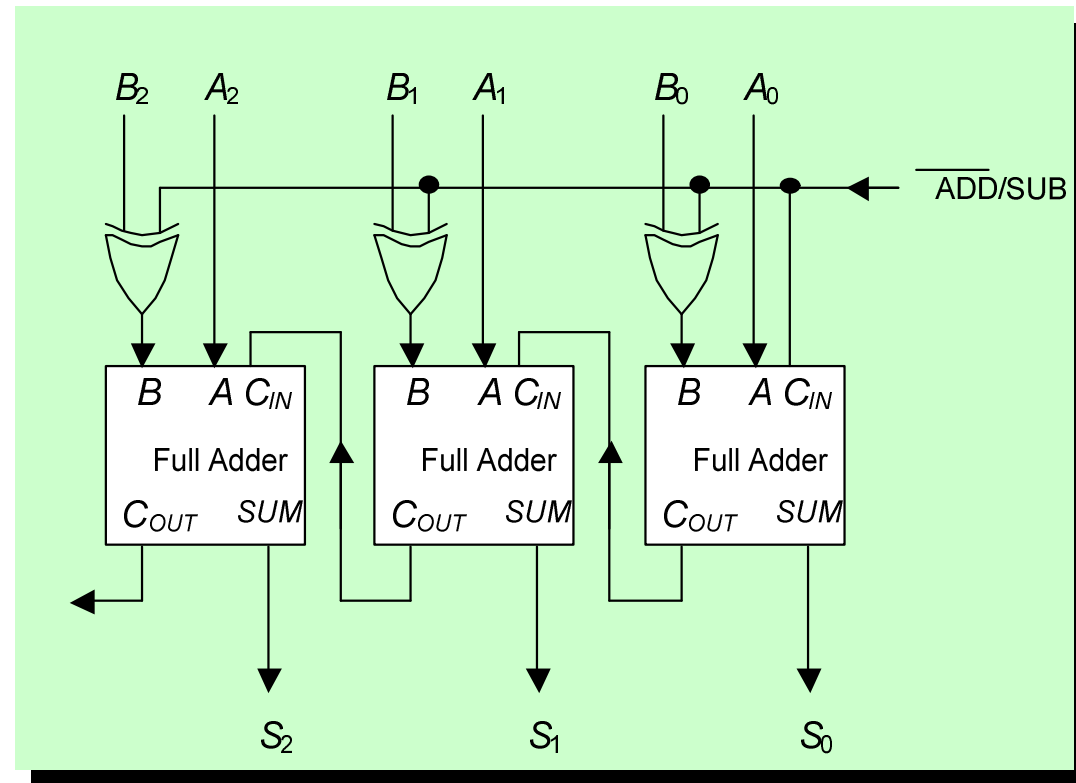 B2 A2 B1 A1 B0 A0
ADD/SUB
B A CIN B A CIN B A CIN
Full Adder Full Adder Full Adder
COUT SUM COUT SUM COUT SUM
S2 S1 S0